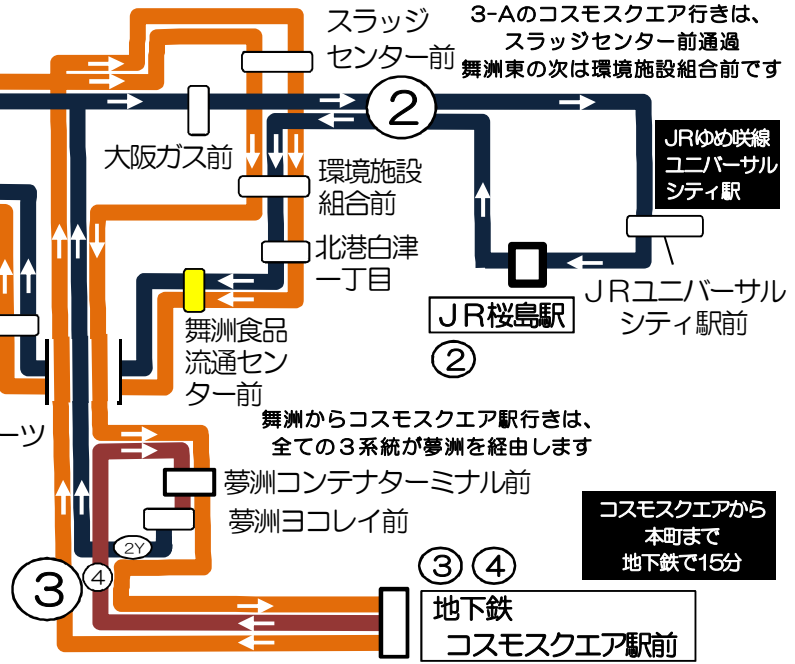 スラッジ
センター前
3-Aのコスモスクエア行きは、
スラッジセンター前通過
舞洲東の次は環境施設組合前です
②
大阪ガス前
JRゆめ咲線
ユニバーサル
シティ駅
環境施設
組合前
北港白津
一丁目
JR桜島駅
②
JRユニバーサル
シティ駅前
舞洲食品
流通セン
ター前
ーツ
舞洲からコスモスクエア駅行きは、
全ての3系統が夢洲を経由します
夢洲コンテナターミナル前
夢洲ヨコレイ前
2Y
③
④
コスモスクエアから
本町まで
地下鉄で15分
③ ④
地下鉄
コスモスクエア駅前